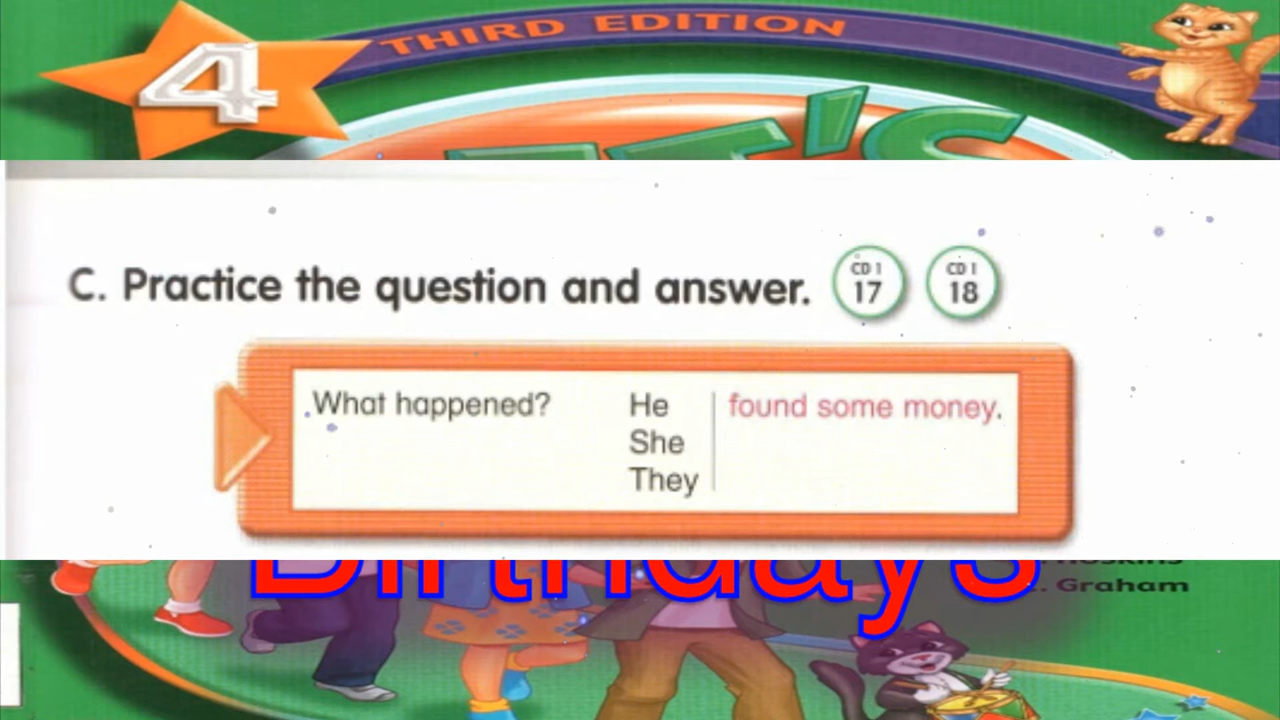 4
THIRD EDITION
C. Practice the question and answer. CD 1 17 CD 1 18
What happened? He found some money.
She
They
Birthdays
Graham